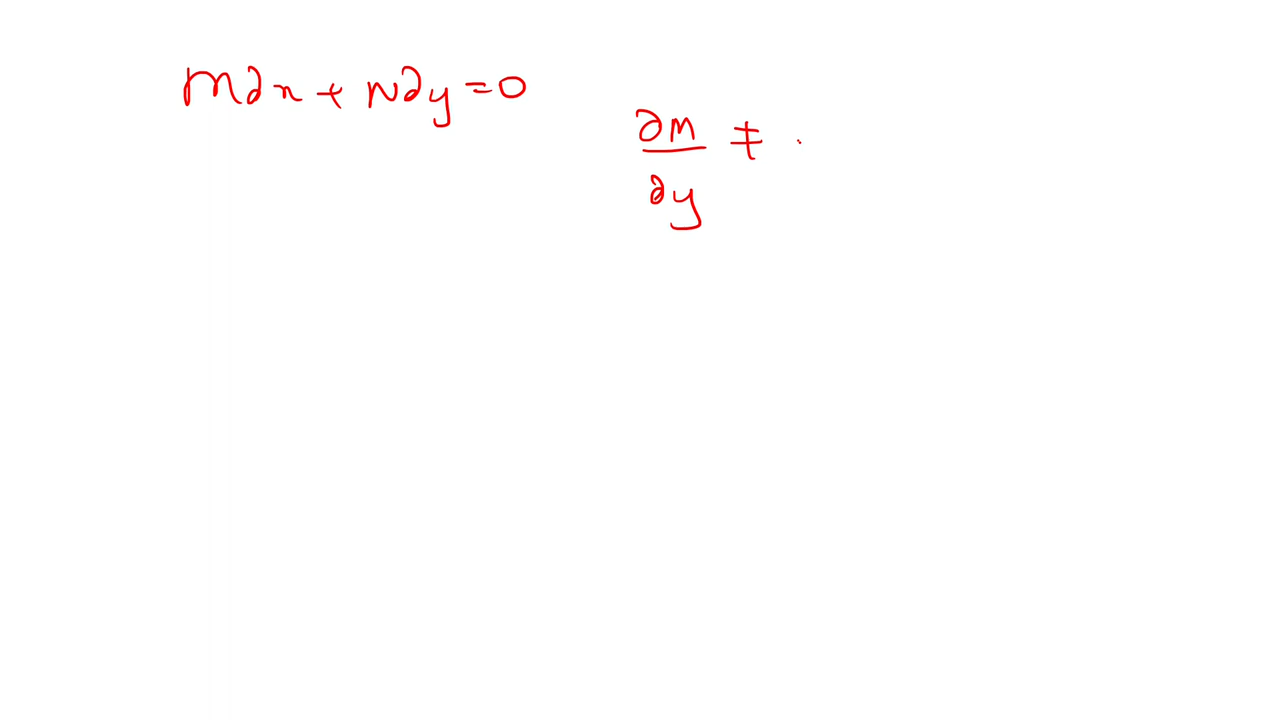 M∂x + N∂y = 0
∂M/∂y ≠